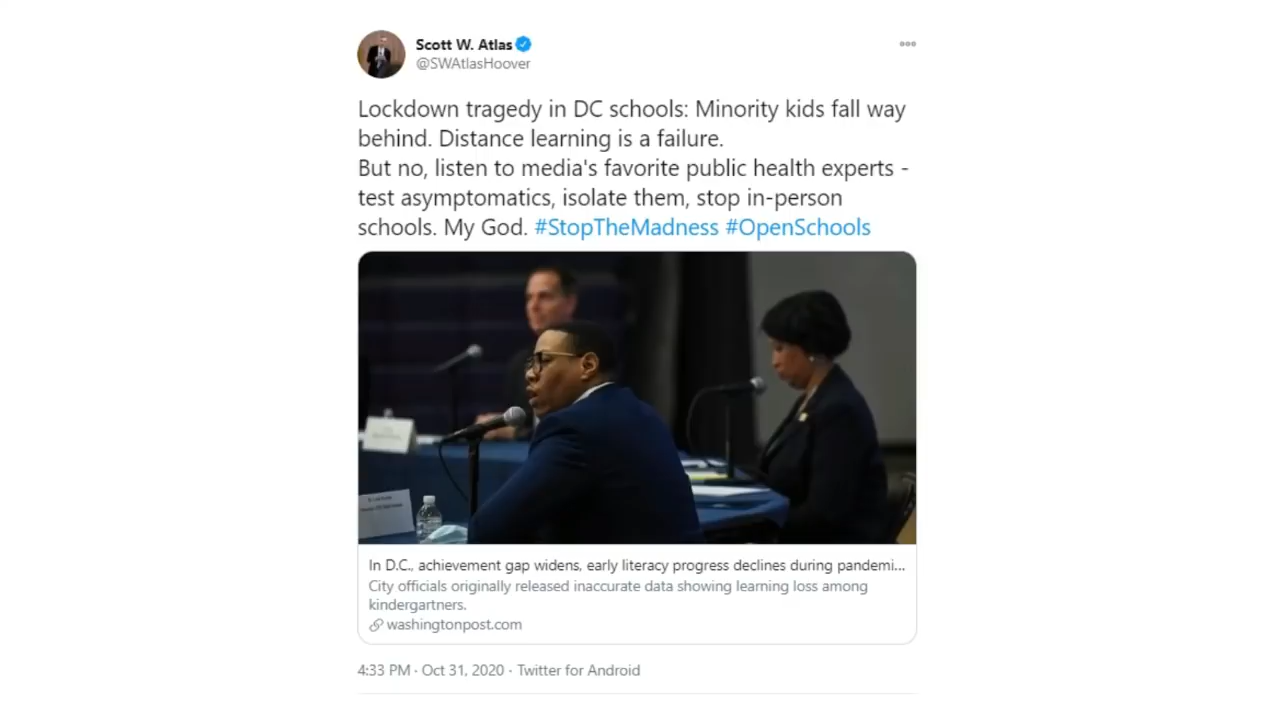 Scott W. Atlas
@SWAtlasHoover
Lockdown tragedy in DC schools: Minority kids fall way
behind. Distance learning is a failure.
But no, listen to media's favorite public health experts -
test asymptomatics, isolate them, stop in-person
schools. My God. #StopTheMadness #OpenSchools
In D.C., achievement gap widens, early literacy progress declines during pandemi...
City officials originally released inaccurate data showing learning loss among
kindergartners.
washingtonpost.com
4:33 PM · Oct 31, 2020 · Twitter for Android